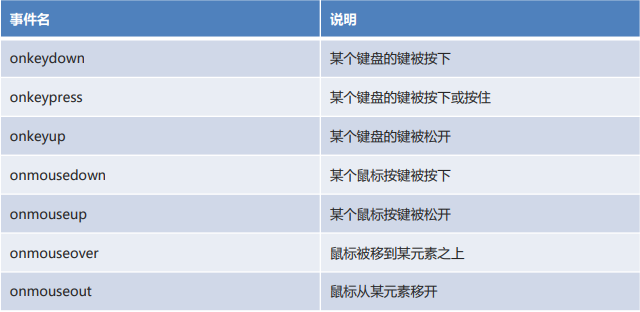 事件名 说明
onkeydown 某个键盘的键被按下
onkeypress 某个键盘的键被按下或按住
onkeyup 某个键盘的键被松开
onmousedown 某个鼠标按键被按下
onmouseup 某个鼠标按键被松开
onmouseover 鼠标被移到某元素之上
onmouseout 鼠标从某元素移开